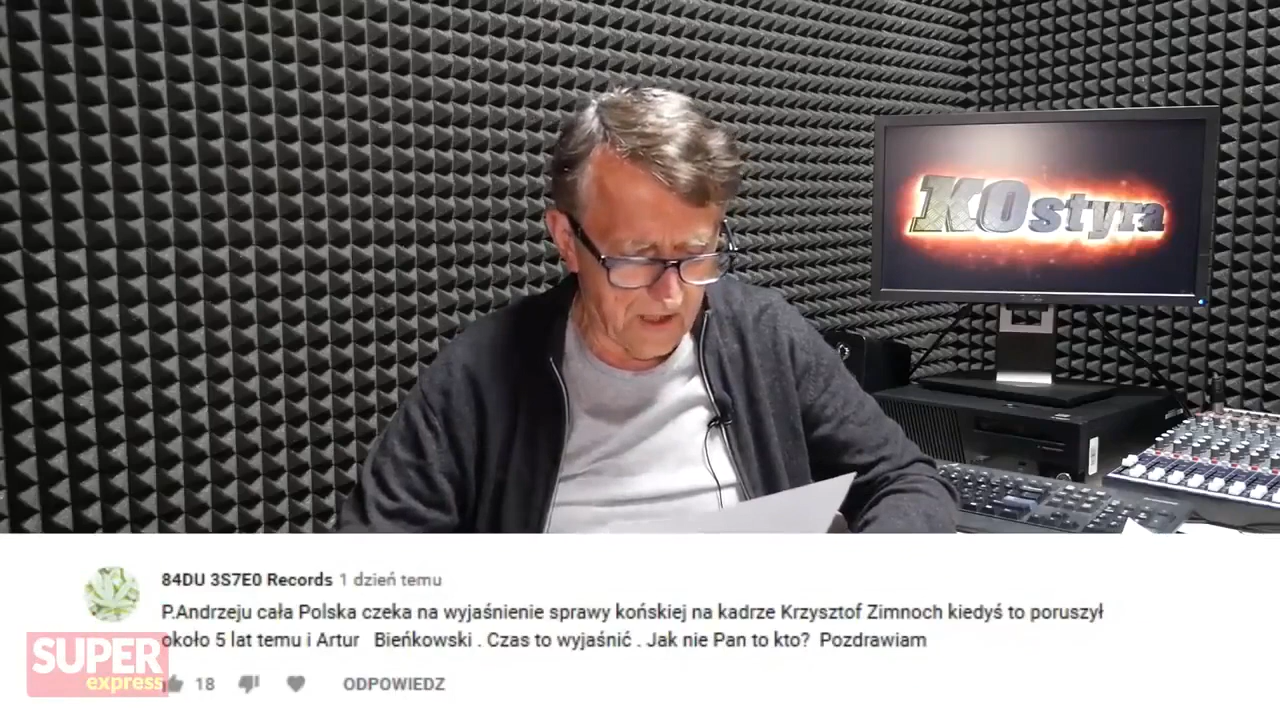 KOstyra
84DU 3S7E0 Records 1 dzień temu
P.Andrzeju cała Polska czeka na wyjaśnienie sprawy końskiej na kadrze Krzysztof Zimnoch kiedyś to poruszył
około 5 lat temu i Artur Bieńkowski . Czas to wyjaśnić . Jak nie Pan to kto? Pozdrawiam
SUPER
express
18
ODPOWIEDZ